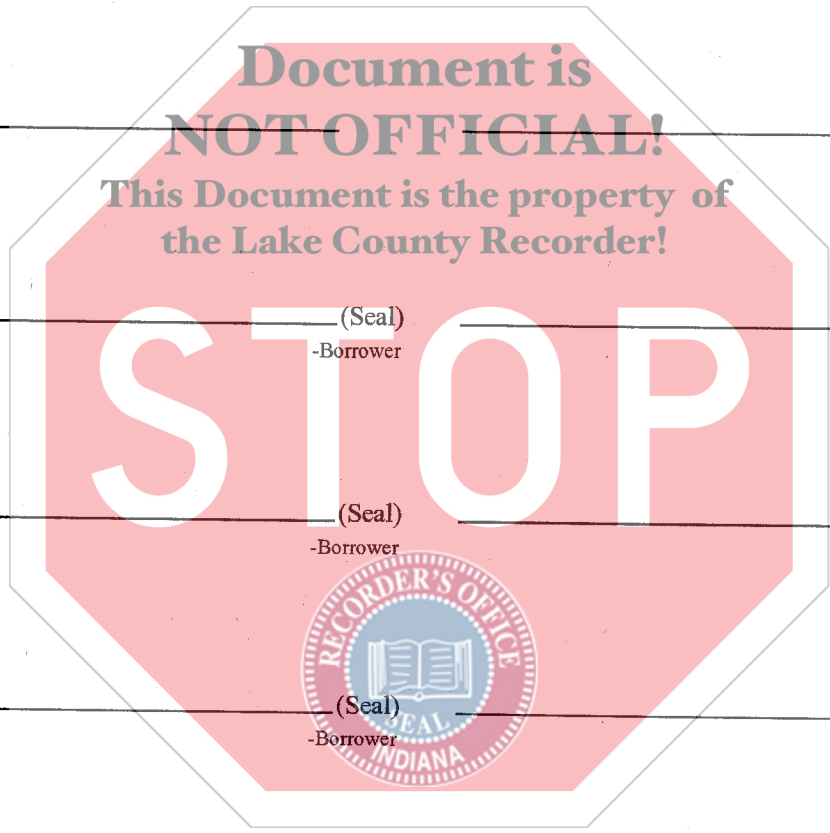 Document is
NOT OFFICIAL!
This Document is the property of
the Lake County Recorder!
(Seal)
-Borrower
STOP
(Seal)
-Borrower
RECORDER'S OFFICE
(Seal)
SEAL
-Borrower
INDIANA